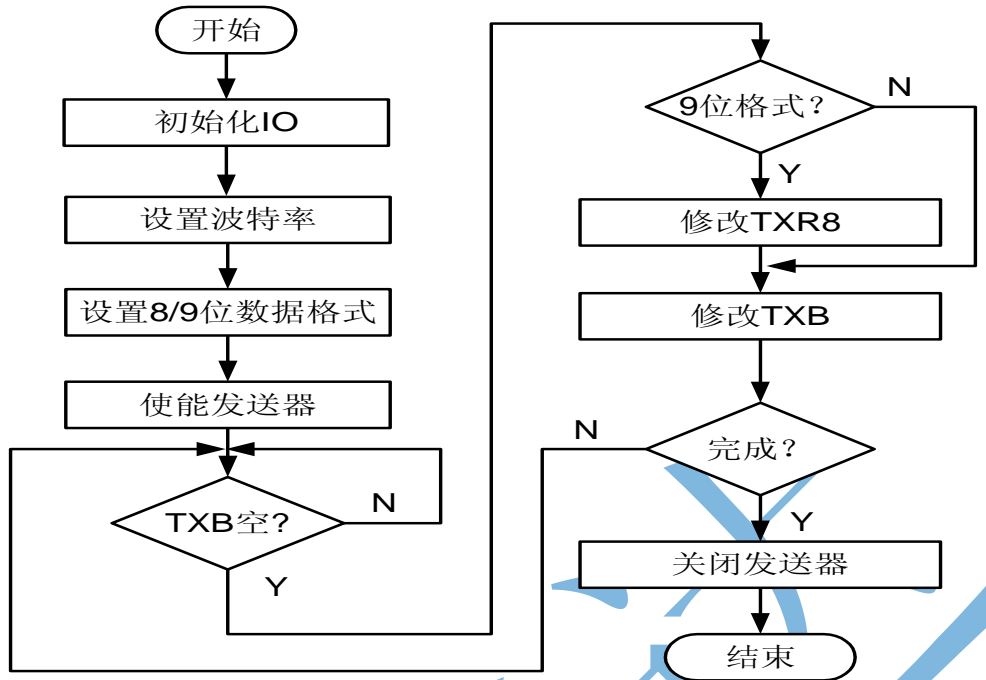 开始
初始化IO
设置波特率
设置8/9位数据格式
使能发送器
TXB空?
N
Y
9位格式?
N
Y
修改TXR8
修改TXB
完成?
N
Y
关闭发送器
结束